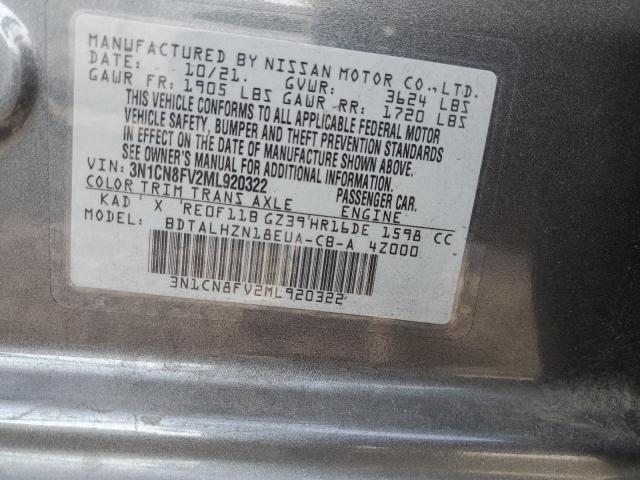 MANUFACTURED BY NISSAN MOTOR CO.,LTD.
DATE: 10/21. GVWR: 3624 LBS
GAWR FR: 1905 LBS GAWR RR: 1720 LBS
THIS VEHICLE CONFORMS TO ALL APPLICABLE FEDERAL MOTOR
VEHICLE SAFETY, BUMPER AND THEFT PREVENTION STANDARDS
IN EFFECT ON THE DATE OF MANUFACTURE SHOWN ABOVE.
SEE OWNER'S MANUAL FOR MORE INFORMATION.
VIN: 3N1CN8FV2ML920322 PASSENGER CAR.
COLOR TRIM TRANS AXLE ENGINE
KAD X RE0F11B GZ39 HR16DE 1598 CC
MODEL: BDTALHZN18EUA-CB-A 4Z000
3N1CN8FV2ML920322